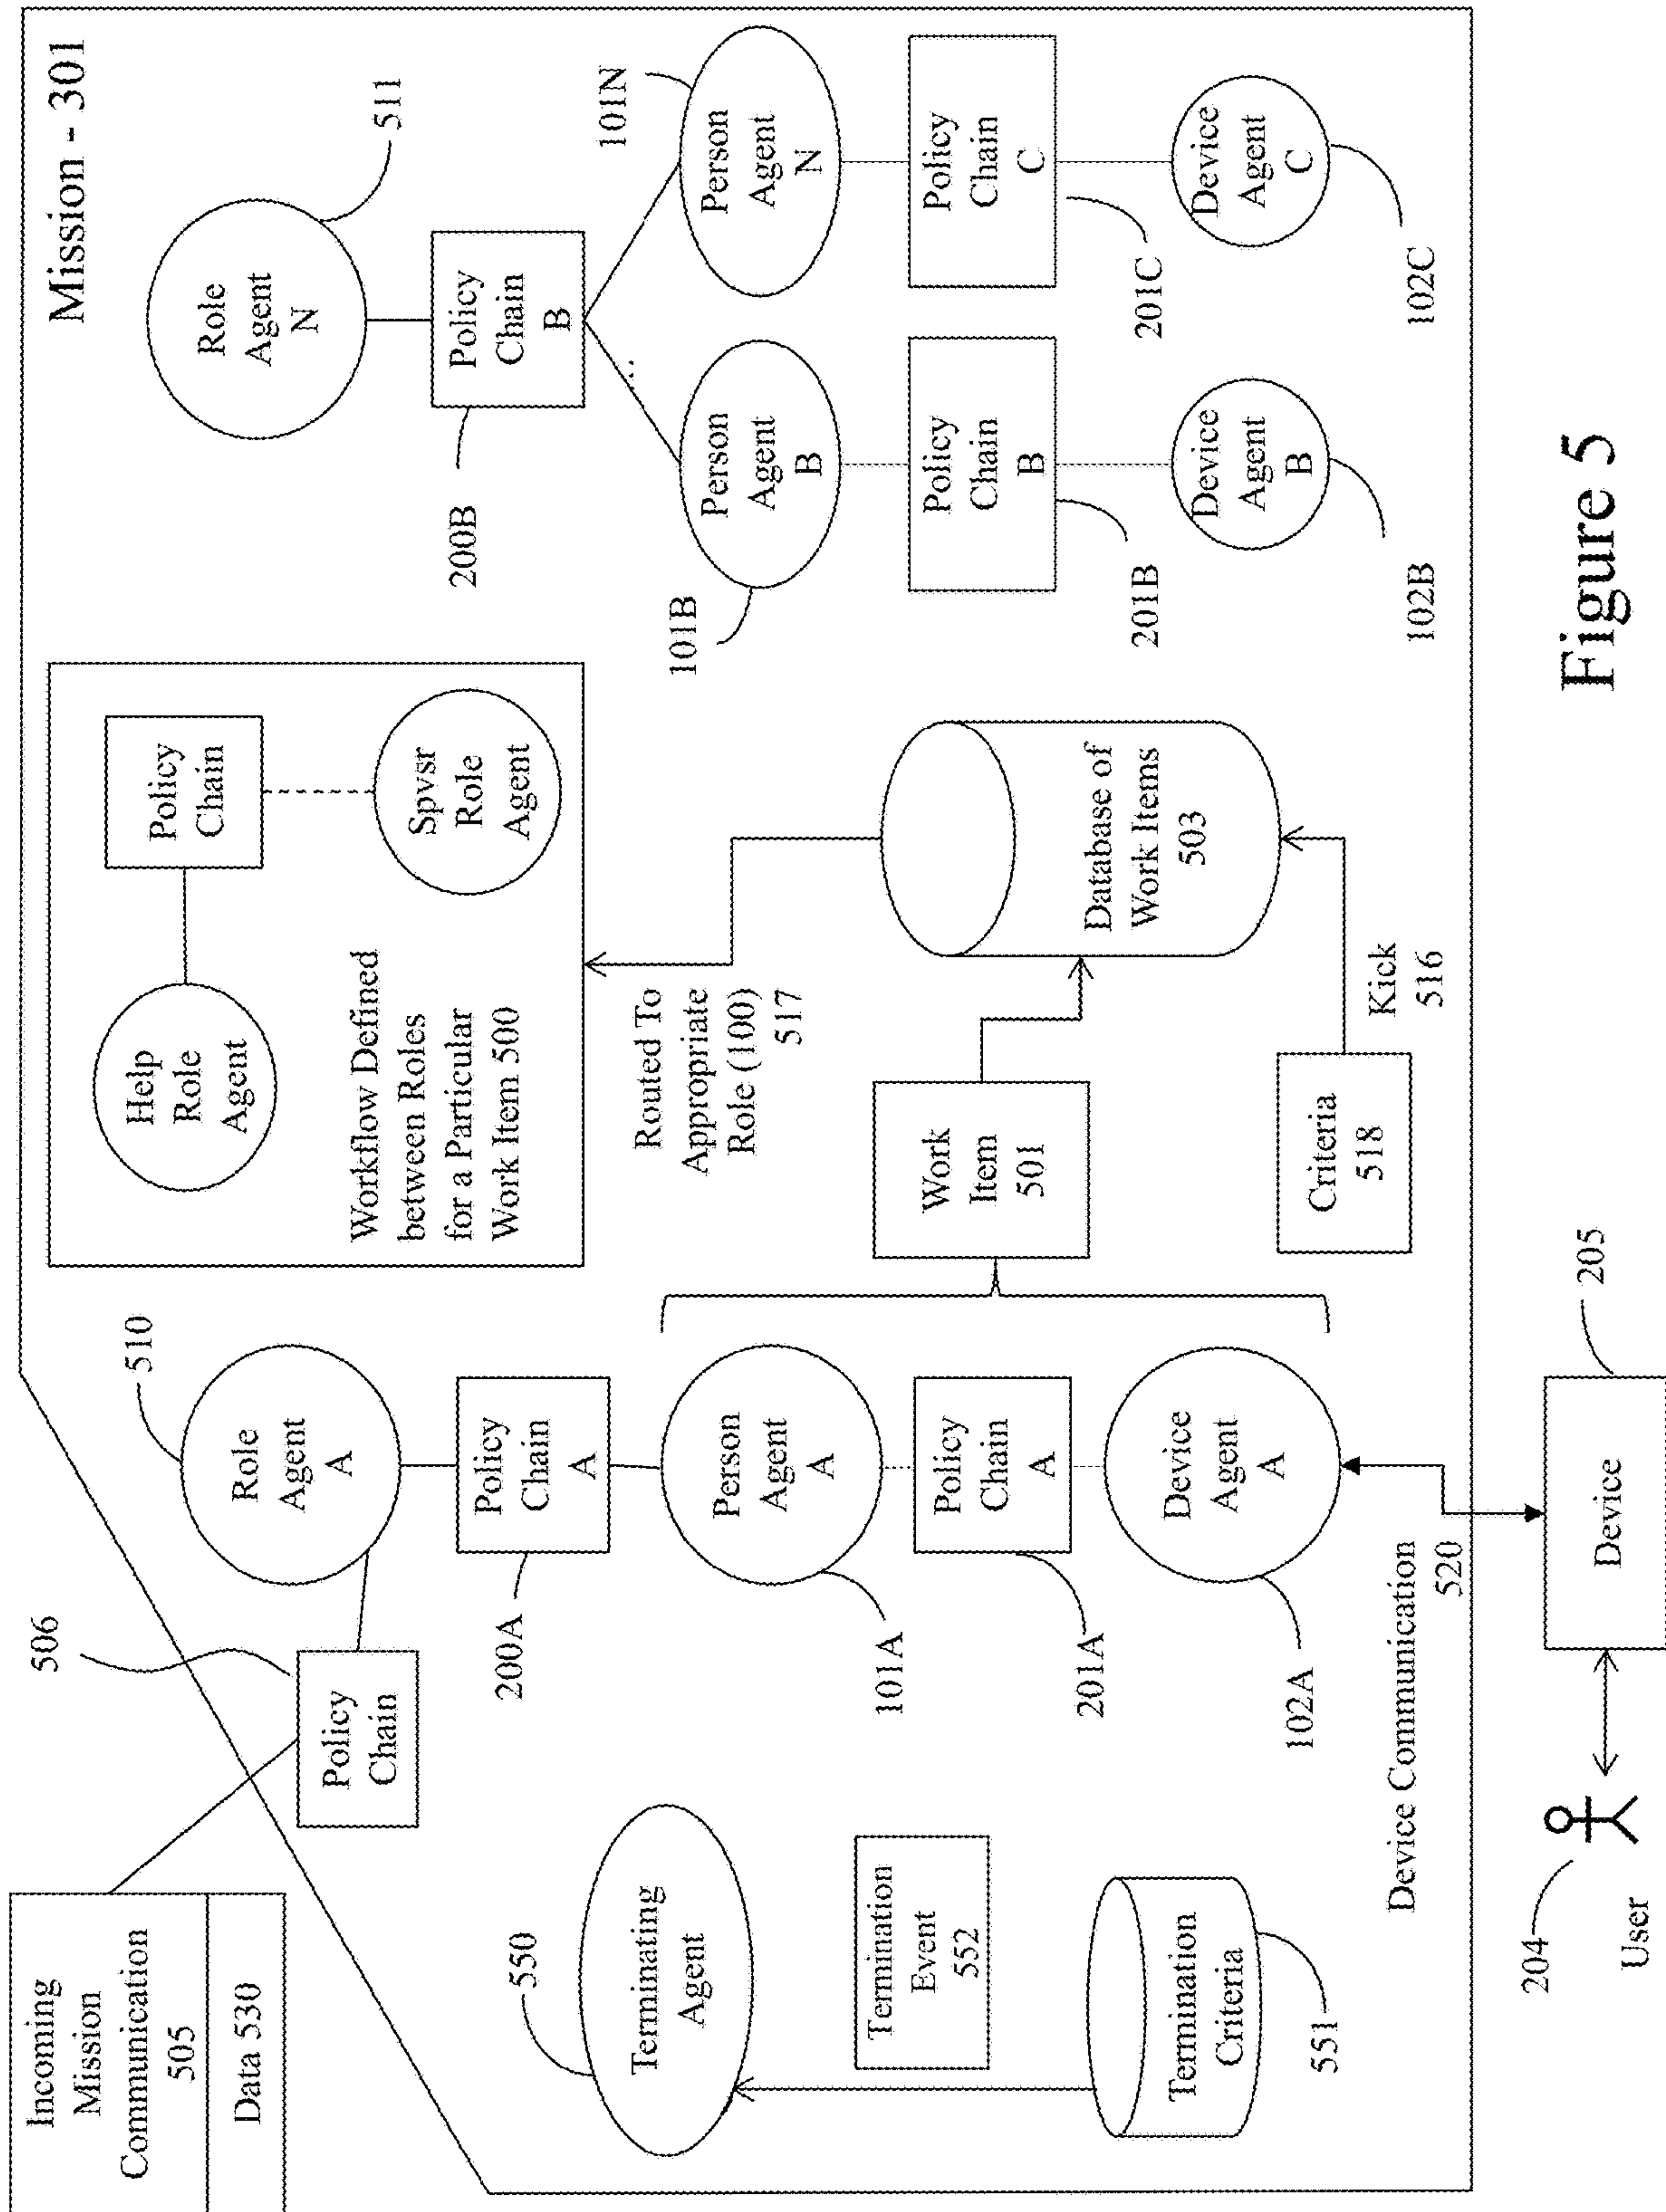 Mission - 301
Incoming
Mission
Communication
505
Data 530
506
Policy
Chain
510
Role
Agent
A
Policy
Chain
A
200A
Person
Agent
A
101A
Policy
Chain
A
201A
Device
Agent
A
102A
550
Terminating
Agent
Termination
Event
552
Termination
Criteria
551
Device Communication
520
Help
Role
Agent
Policy
Chain
Spvsr
Role
Agent
Workflow Defined
between Roles
for a Particular
Work Item 500
Routed To
Appropriate
Role (100)
517
Work
Item
501
Database of
Work Items
503
Criteria
518
Kick
516
511
Role
Agent
N
Policy
Chain
B
200B
...
Person
Agent
B
101B
Person
Agent
N
101N
Policy
Chain
B
201B
Policy
Chain
C
201C
Device
Agent
B
102B
Device
Agent
C
102C
204
User
Device
205
Figure 5